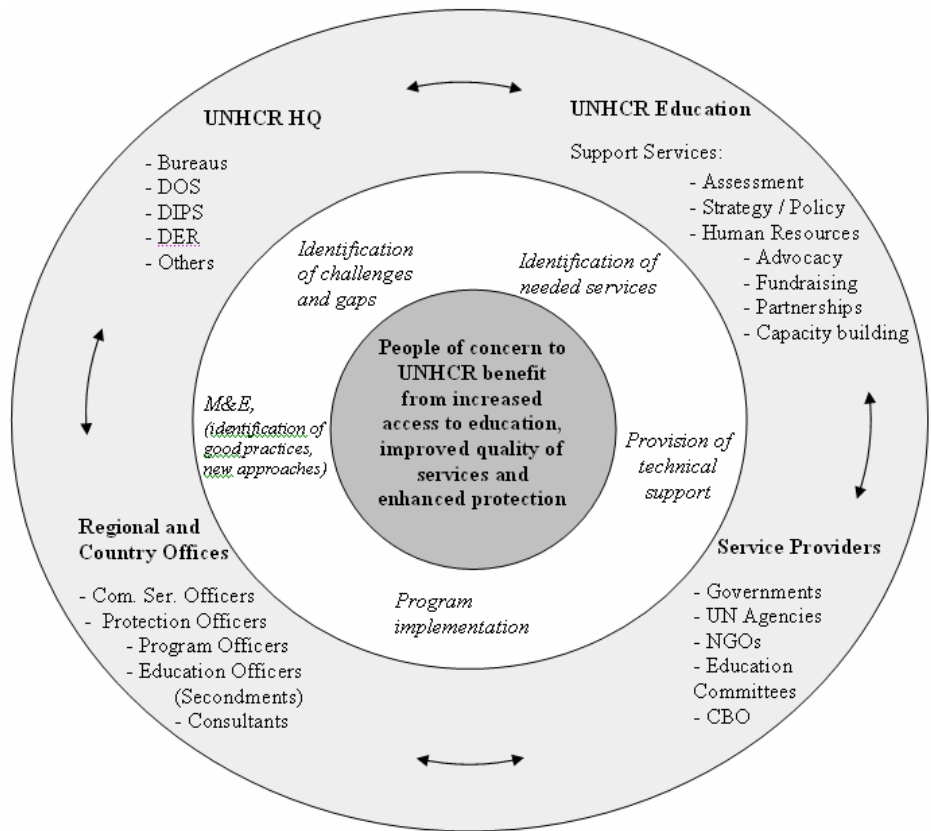 UNHCR HQ
- Bureaus
- DOS
- DIPS
- DER
- Others
UNHCR Education
Support Services:
- Assessment
- Strategy / Policy
- Human Resources
- Advocacy
- Fundraising
- Partnerships
- Capacity building
Identification
of challenges
and gaps
Identification of
needed services
M&E,
(identification of
good practices,
new approaches)
People of concern to
UNHCR benefit
from increased
access to education,
improved quality of
services and
enhanced protection
Provision of
technical
support
Program
implementation
Regional and
Country Offices
- Com. Ser. Officers
- Protection Officers
- Program Officers
- Education Officers
(Secondments)
- Consultants
Service Providers
- Governments
- UN Agencies
- NGOs
- Education
Committees
- CBO